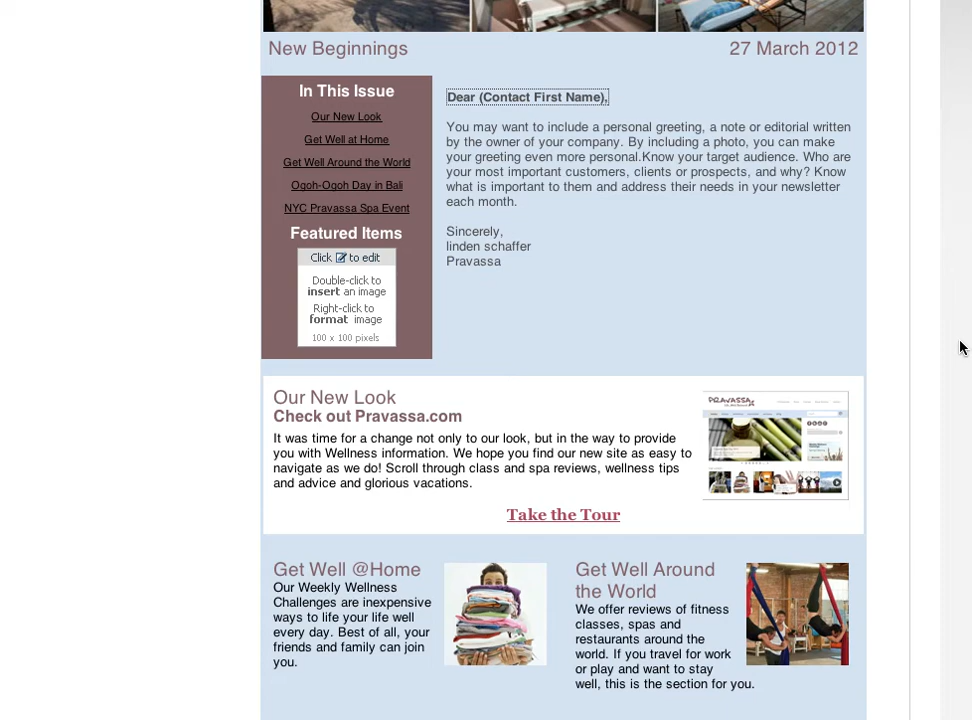 New Beginnings
27 March 2012
In This Issue
Our New Look
Get Well at Home
Get Well Around the World
Ogoh-Ogoh Day in Bali
NYC Pravassa Spa Event
Featured Items
Click to edit
Double-click to
insert an image
Right-click to
format image
100 x 100 pixels
Dear (Contact First Name),
You may want to include a personal greeting, a note or editorial written
by the owner of your company. By including a photo, you can make
your greeting even more personal.Know your target audience. Who are
your most important customers, clients or prospects, and why? Know
what is important to them and address their needs in your newsletter
each month.
Sincerely,
linden schaffer
Pravassa
Our New Look
Check out Pravassa.com
It was time for a change not only to our look, but in the way to provide
you with Wellness information. We hope you find our new site as easy to
navigate as we do! Scroll through class and spa reviews, wellness tips
and advice and glorious vacations.
Take the Tour
PRAVASSA
Get Well @Home
Our Weekly Wellness
Challenges are inexpensive
ways to life your life well
every day. Best of all, your
friends and family can join
you.
Get Well Around
the World
We offer reviews of fitness
classes, spas and
restaurants around the
world. If you travel for work
or play and want to stay
well, this is the section for you.